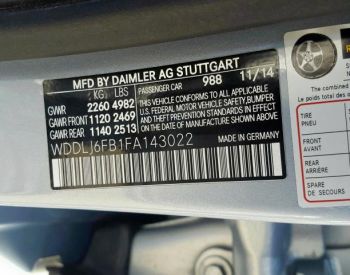 MFD BY DAIMLER AG STUTTGART
KG LBS PASSENGER CAR 988 11/14
GVWR 2260 4982
GAWR FRONT 1120 2469
GAWR REAR 1140 2513
THIS VEHICLE CONFORMS TO ALL APPLICABLE
U.S. FEDERAL MOTOR VEHICLE SAFETY, BUMPER
AND THEFT PREVENTION STANDARDS IN EFFECT
ON THE DATE OF MANUFACTURE SHOWN ABOVE.
WDDLJ6FB1FA143022
MADE IN GERMANY
SEATING
NOMBRE
The combined
Le poids total des
TIRE
PNEU
FRONT
AVANT
REAR
ARRIÈRE
SPARE
DE SECOURS